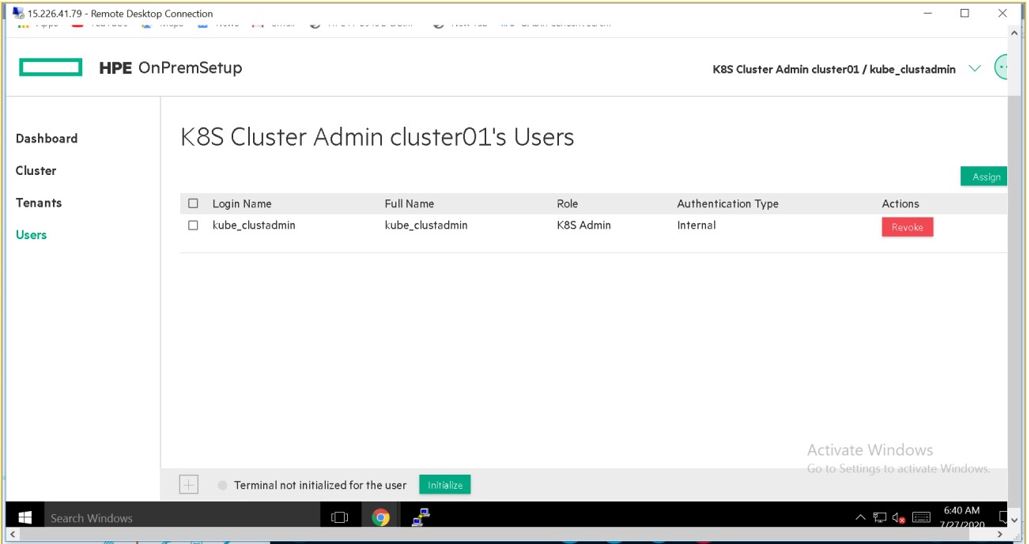 15.226.41.79 - Remote Desktop Connection
HPE OnPremSetup
K8S Cluster Admin cluster01 / kube_clustadmin
Dashboard
Cluster
Tenants
Users
K8S Cluster Admin cluster01's Users
Assign
Login Name Full Name Role Authentication Type Actions
kube_clustadmin kube_clustadmin K8S Admin Internal Revoke
Activate Windows
Go to Settings to activate Windows.
Terminal not initialized for the user Initialize
Search Windows
6:40 AM
7/27/2020